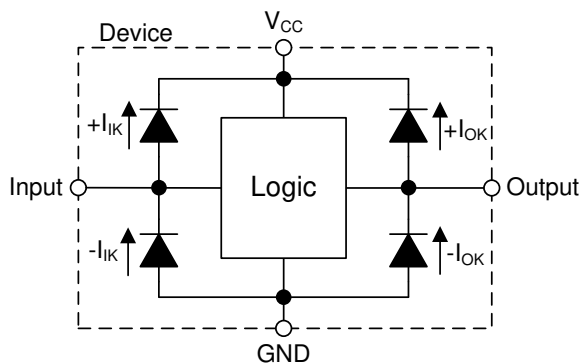 Device
V_CC
+I_IK
+I_OK
Input
Logic
Output
-I_IK
-I_OK
GND